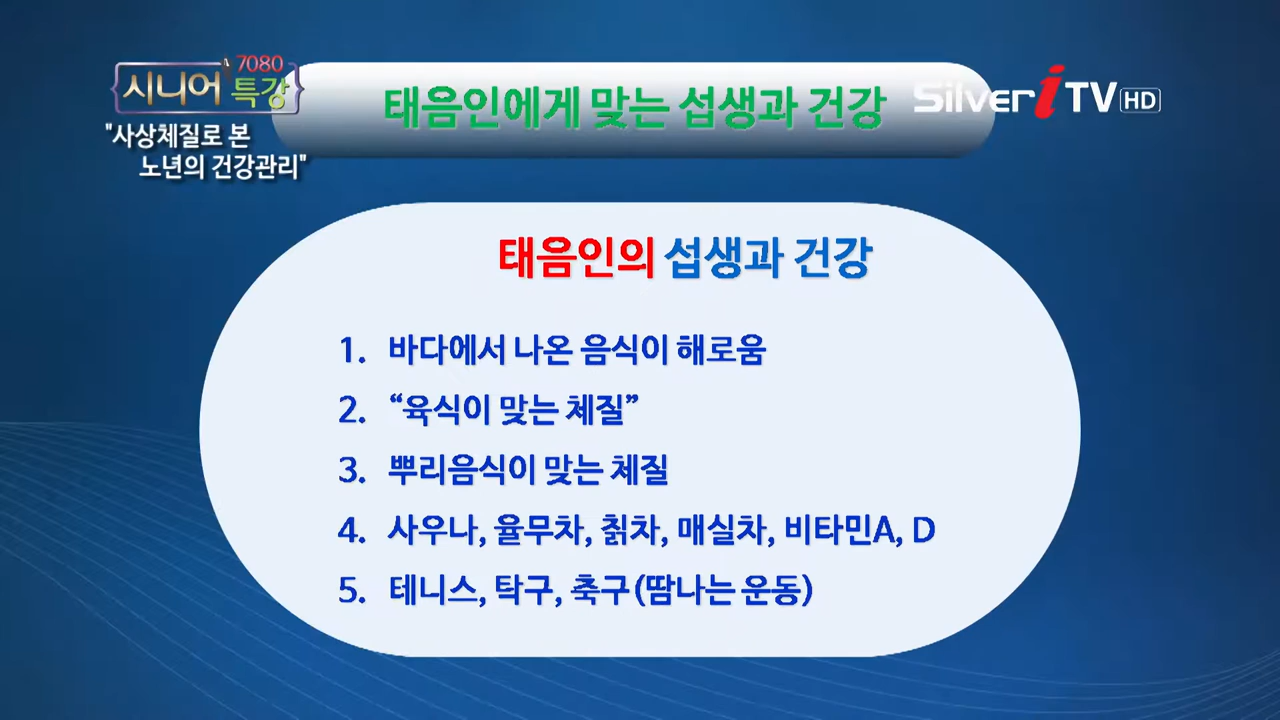 7080
시니어 특강
"사상체질로 본
노년의 건강관리"
태음인에게 맞는 섭생과 건강
Silver i TV HD
태음인의 섭생과 건강
1. 바다에서 나온 음식이 해로움
2. “육식이 맞는 체질”
3. 뿌리음식이 맞는 체질
4. 사우나, 율무차, 칡차, 매실차, 비타민A, D
5. 테니스, 탁구, 축구(땀나는 운동)